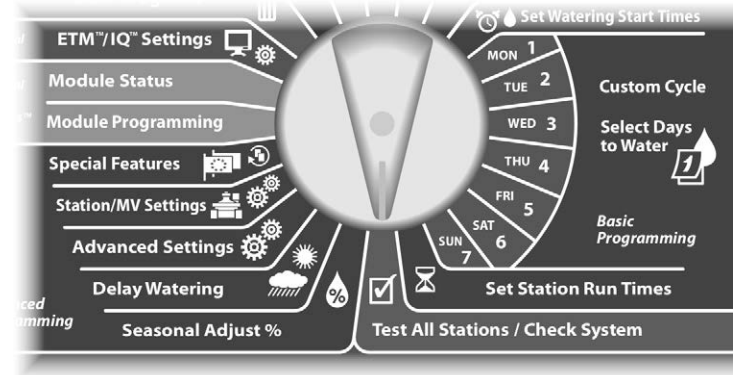 Set Watering Start Times
ETM™/IQ™ Settings
MON 1
Module Status
TUE 2
Custom Cycle
Module Programming
WED 3
Select Days
to Water
Special Features
THU 4
1
Station/MV Settings
FRI 5
SAT 6
Basic
Programming
Advanced Settings
SUN 7
Delay Watering
Set Station Run Times
%
Seasonal Adjust %
Test All Stations / Check System